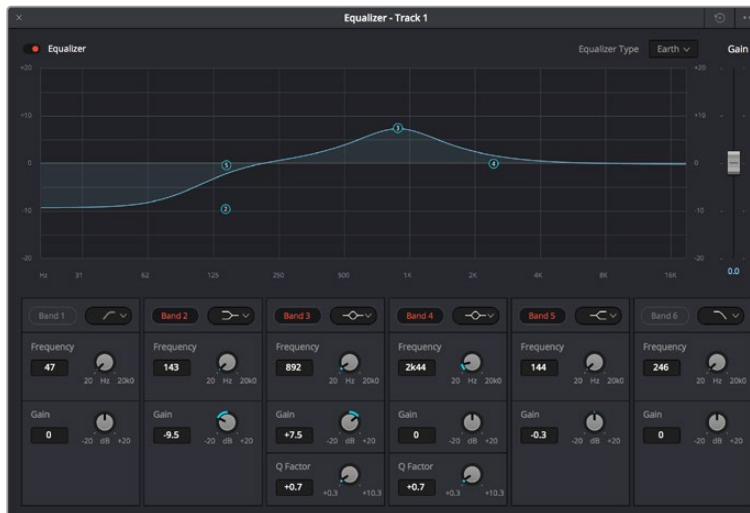 Equalizer - Track 1
Equalizer
Equalizer Type
Earth
Gain
+20
+20
+10
+10
0
0
-10
-10
-20
-20
Hz 31 62 125 250 500 1K 2K 4K 8K 16K
5
2
3
4
0.0
Band 1
Band 2
Band 3
Band 4
Band 5
Band 6
Frequency
Frequency
Frequency
Frequency
Frequency
Frequency
47
143
892
2k44
144
246
20 Hz 20k0
20 Hz 20k0
20 Hz 20k0
20 Hz 20k0
20 Hz 20k0
20 Hz 20k0
Gain
Gain
Gain
Gain
Gain
Gain
0
-9.5
+7.5
0
-0.3
0
-20 dB +20
-20 dB +20
-20 dB +20
-20 dB +20
-20 dB +20
-20 dB +20
Q Factor
Q Factor
+0.7
+0.7
+0.3 +10.3
+0.3 +10.3